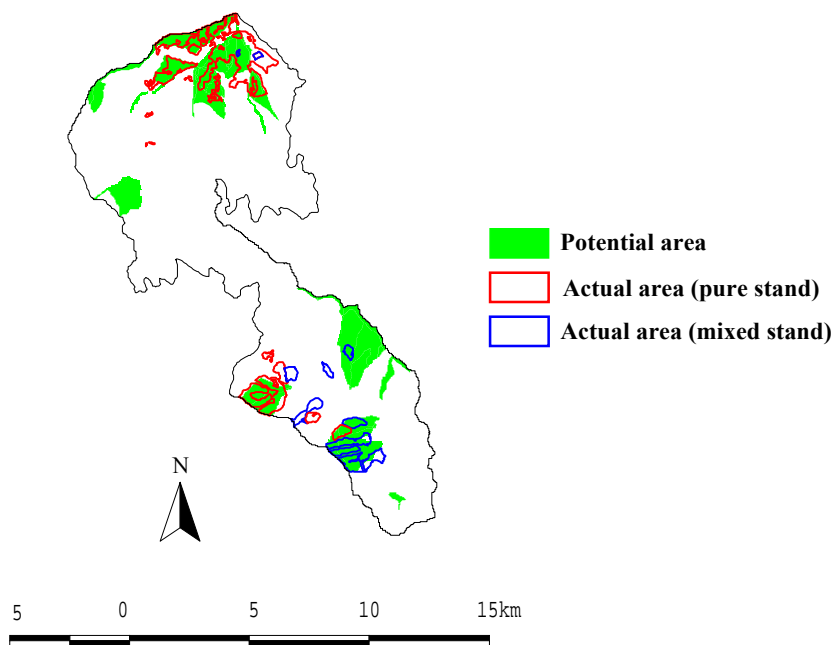 Potential area
Actual area (pure stand)
Actual area (mixed stand)
N
5 0 5 10 15km